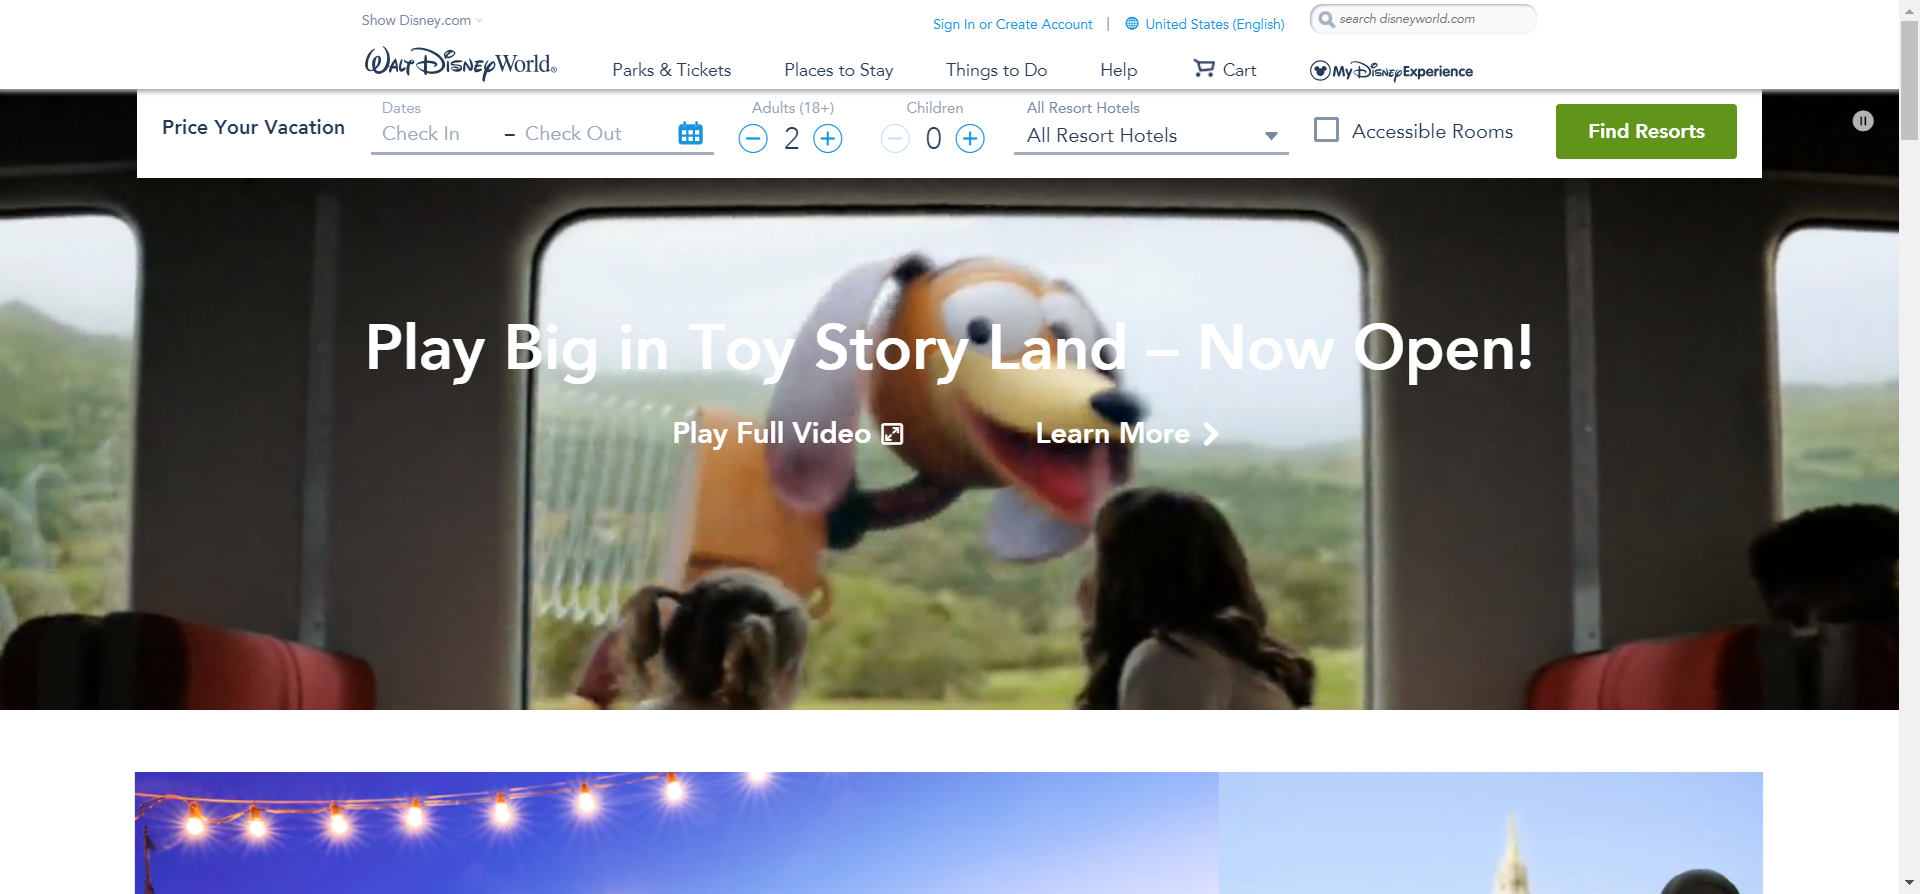 Show Disney.com
Sign In or Create Account | United States (English)
search disneyworld.com
Walt Disney World®
Parks & Tickets
Places to Stay
Things to Do
Help
Cart
My Disney Experience
Price Your Vacation
Dates
Check In – Check Out
Adults (18+)
2
Children
0
All Resort Hotels
All Resort Hotels
Accessible Rooms
Find Resorts
Play Big in Toy Story Land – Now Open!
Play Full Video
Learn More